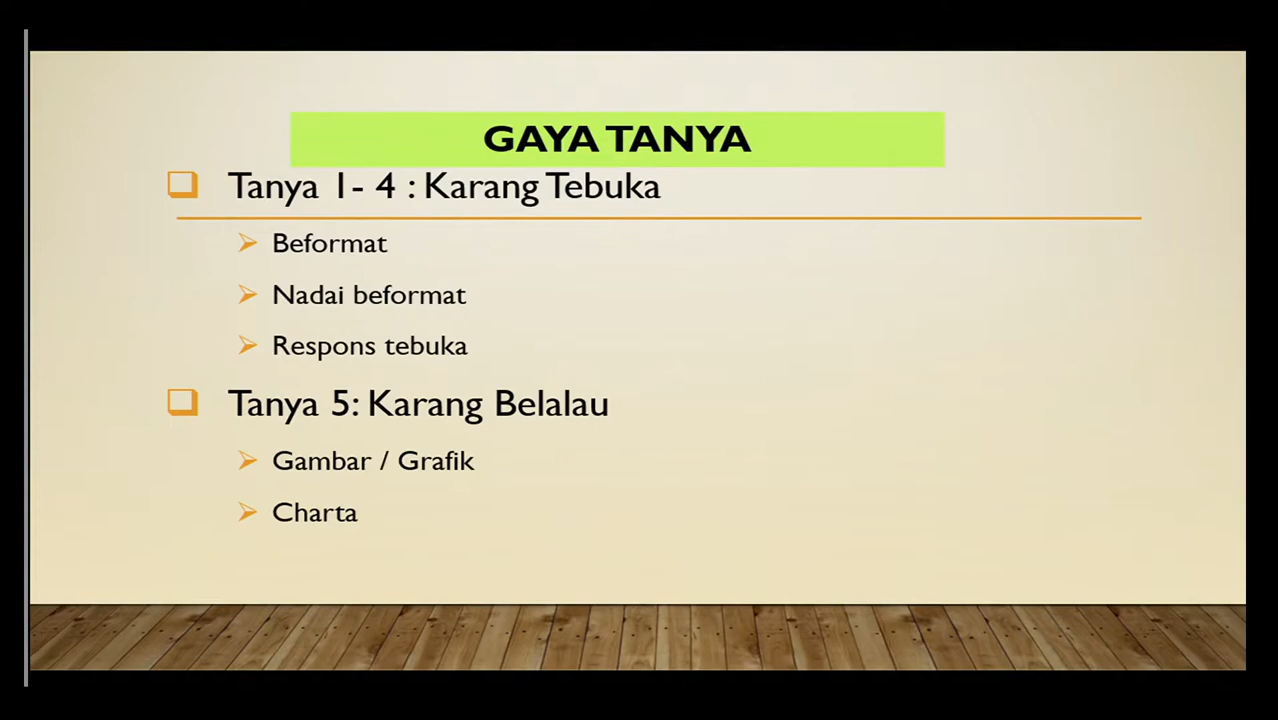 GAYA TANYA
Tanya 1- 4 : Karang Tebuka
Beformat
Nadai beformat
Respons tebuka
Tanya 5: Karang Belalau
Gambar / Grafik
Charta